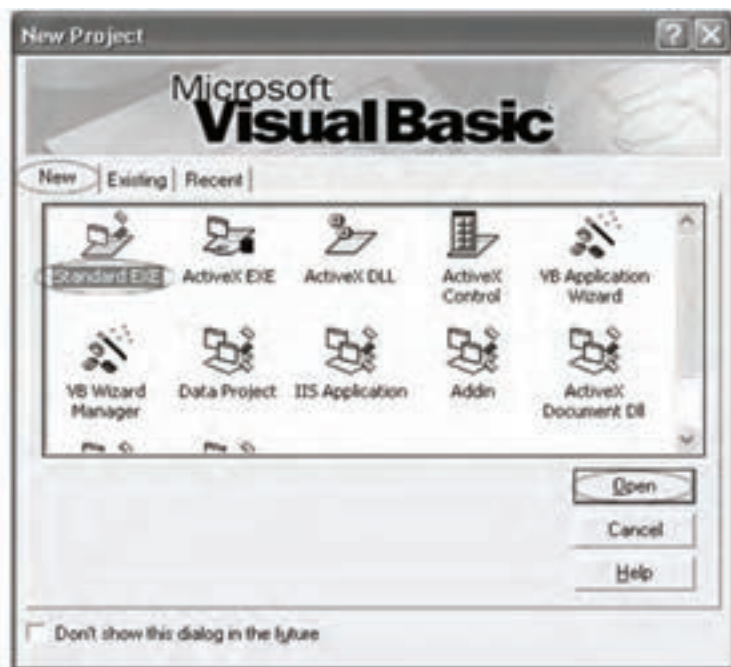 New Project
Microsoft
Visual Basic
New Existing Recent
Standard EXE ActiveX EXE ActiveX DLL ActiveX Control VB Application Wizard
VB Wizard Manager Data Project IIS Application Addin ActiveX Document Dll
Open
Cancel
Help
Don't show this dialog in the future